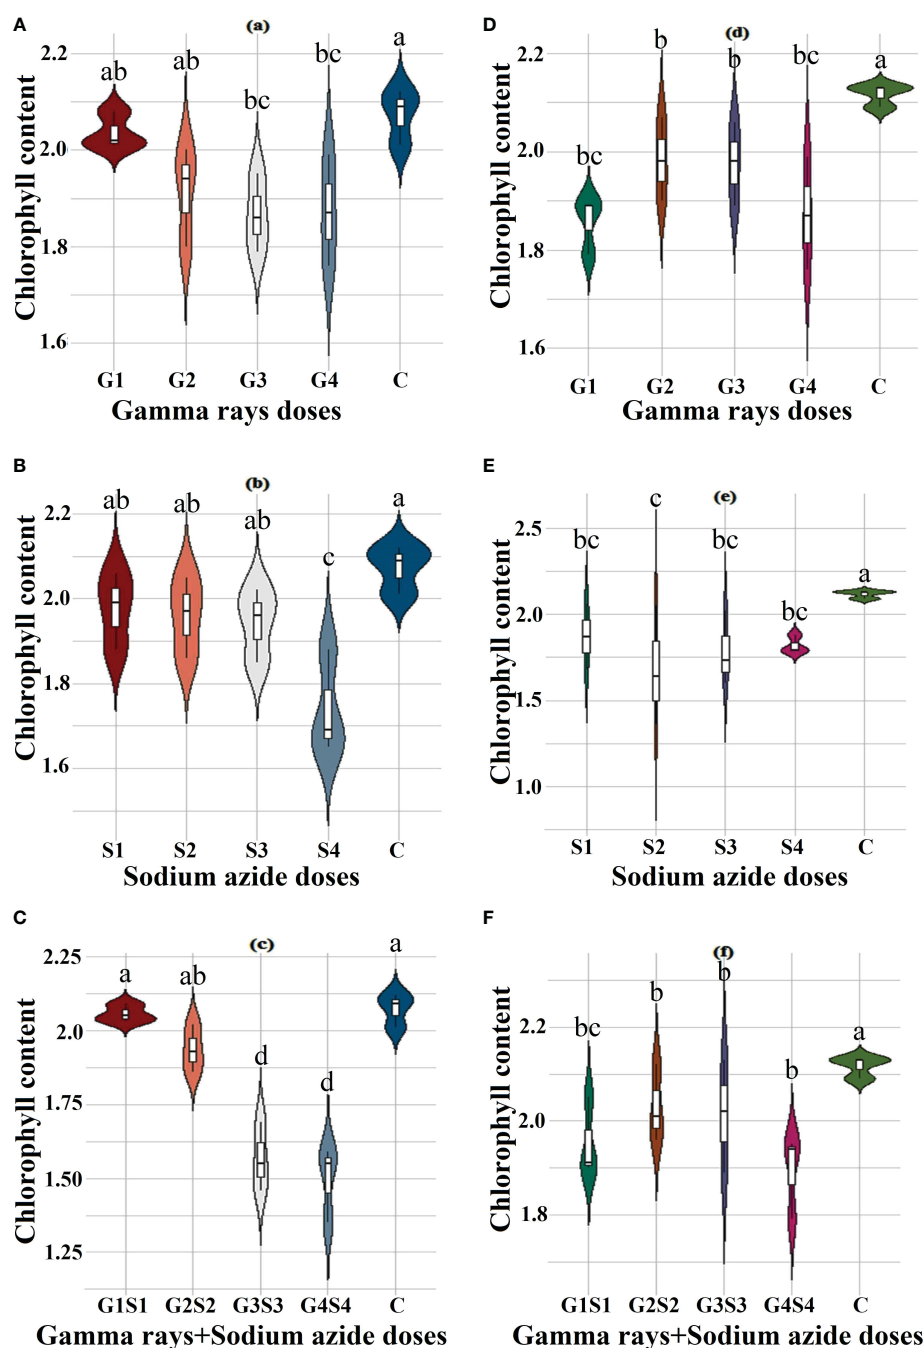 A
(a)
ab ab bc bc a
2.2
2.0
1.8
1.6
Chlorophyll content
G1 G2 G3 G4 C
Gamma rays doses
D
(d)
bc b b bc a
2.2
2.0
1.8
1.6
Chlorophyll content
G1 G2 G3 G4 C
Gamma rays doses
B
(b)
ab ab ab c a
2.2
2.0
1.8
1.6
Chlorophyll content
S1 S2 S3 S4 C
Sodium azide doses
E
(e)
bc c bc bc a
2.5
2.0
1.5
1.0
Chlorophyll content
S1 S2 S3 S4 C
Sodium azide doses
C
(c)
a ab d d a
2.25
2.0
1.75
1.50
1.25
Chlorophyll content
G1S1 G2S2 G3S3 G4S4 C
Gamma rays+Sodium azide doses
F
(f)
bc b b b a
2.2
2.0
1.8
Chlorophyll content
G1S1 G2S2 G3S3 G4S4 C
Gamma rays+Sodium azide doses